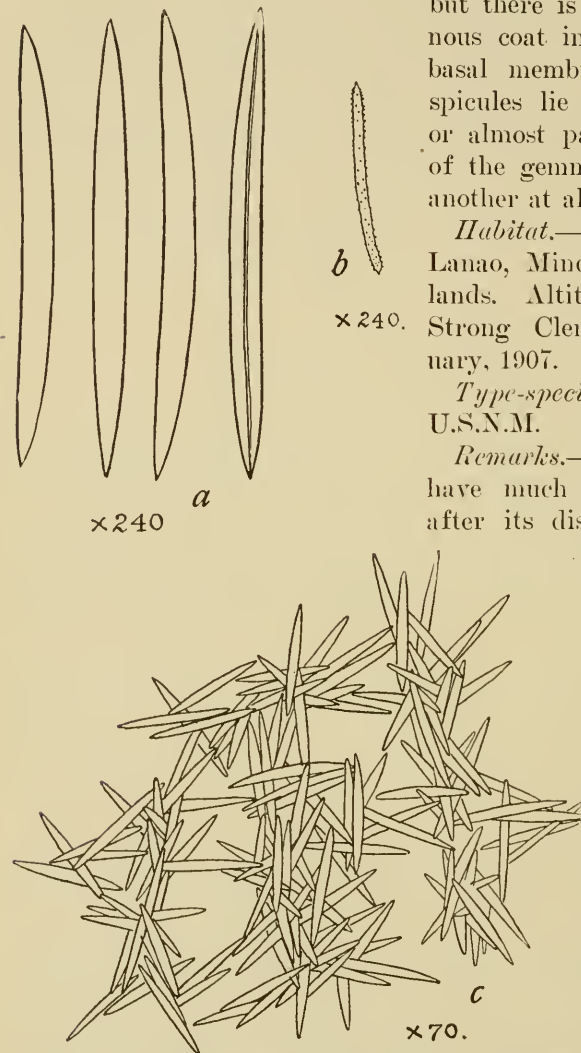 but there is
nous coat in
basal memb
spicules lie
or almost pa
of the gemm
another at al
Habitat.—
Lanao, Mind
lands. Altit
Strong Clem
nuary, 1907.
Type-speci
U.S.N.M.
Remarks.—
have much
after its dis
a
×240
b
×240.
c
×70.